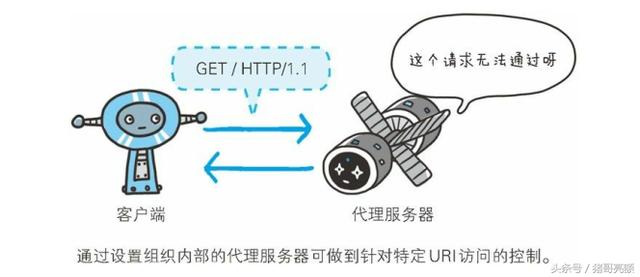 GET / HTTP/1.1
这个请求无法通过呀
客户端
代理服务器
通过设置组织内部的代理服务器可做到针对特定URI访问的控制。
头条号/猪哥亮额